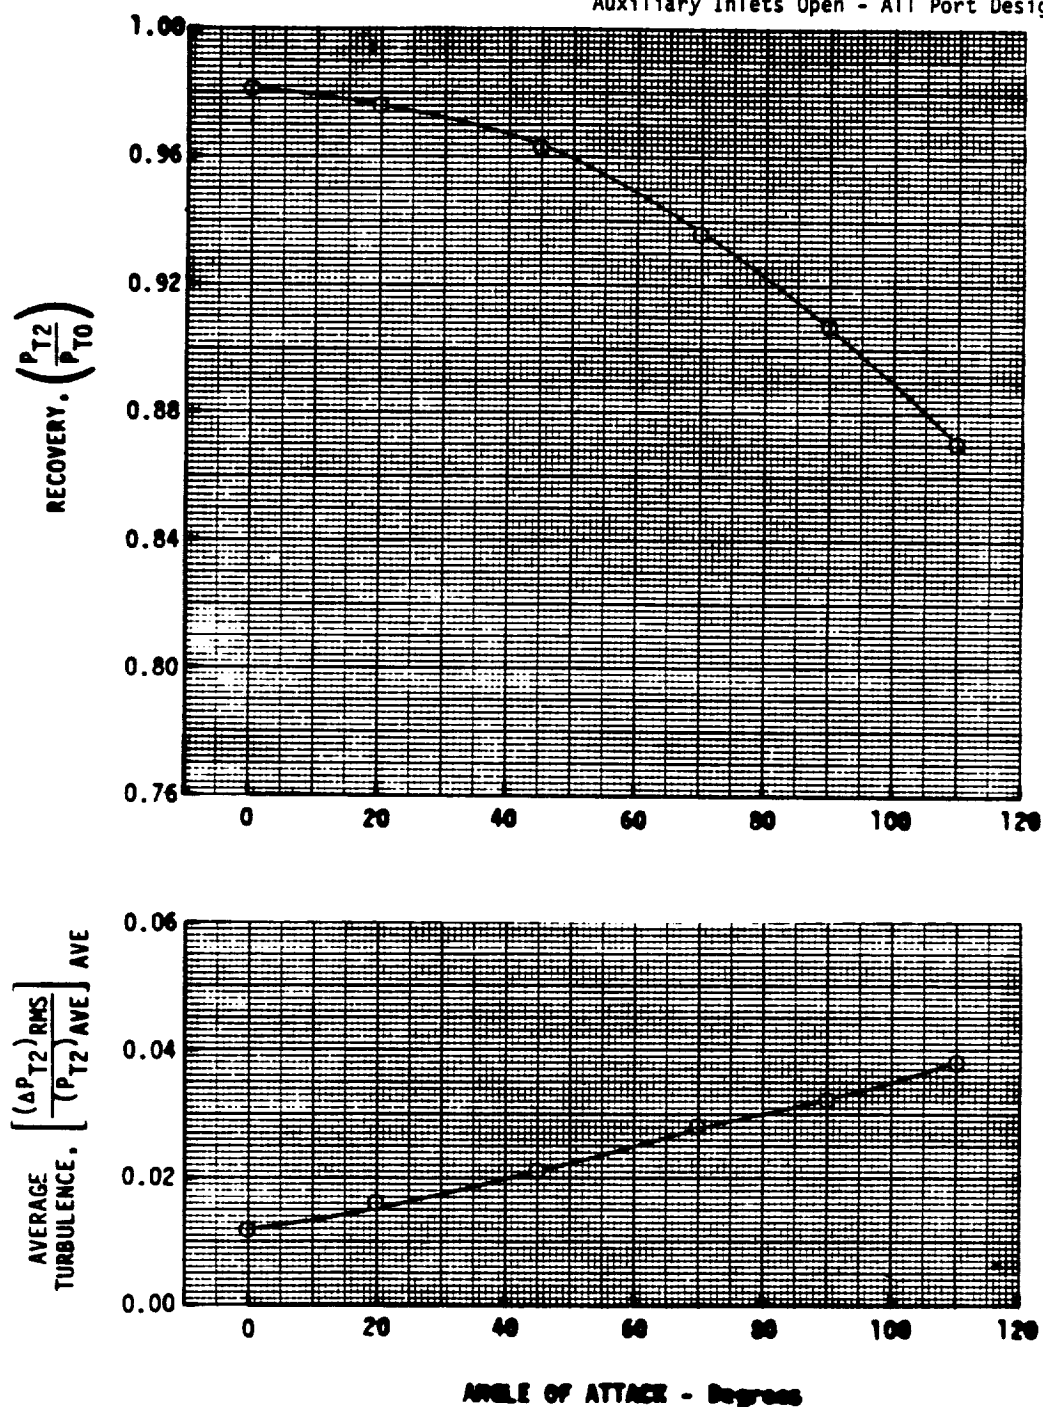 Auxiliary Inlets Open - All Port Desig
1.00
0.96
0.92
0.88
0.84
0.80
0.76
RECOVERY, (PT2/PT0)
0 20 40 60 80 100 120
0.06
0.04
0.02
0.00
AVERAGE
TURBULENCE, [(ΔPT2)RMS/(PT2)AVE] AVE
0 20 40 60 80 100 120
ANGLE OF ATTACK - Degrees